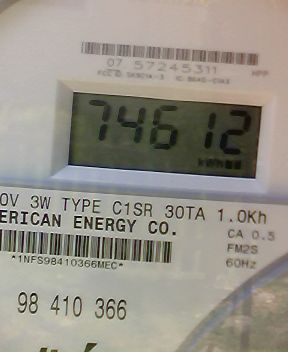 07 57245311
74612
0V 3W TYPE C1SR 30TA 1.0Kh
ERICAN ENERGY CO.
CA 0.5
FM2S
*1NFS98410366MEC*
60Hz
98 410 366